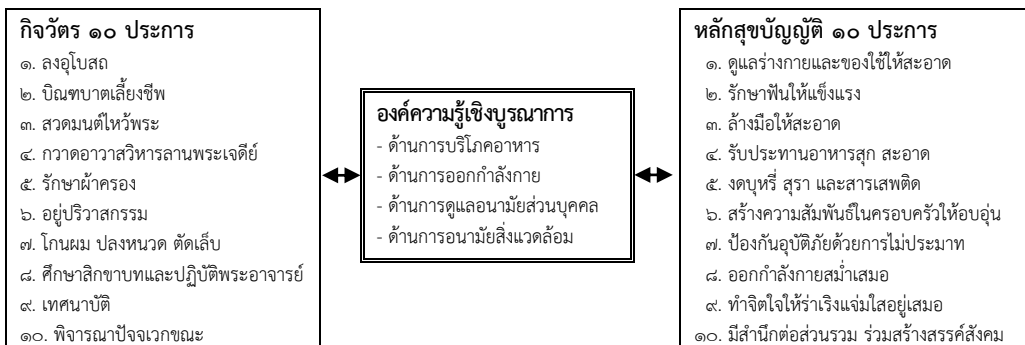 กิจวัตร ๑๐ ประการ
๑. ลงอุโบสถ
๒. บิณฑบาตเลี้ยงชีพ
๓. สวดมนต์ไหว้พระ
๔. กวาดอาวาสวิหารลานพระเจดีย์
๕. รักษาผ้าครอง
๖. อยู่ปริวาสกรรม
๗. โกนผม ปลงหนวด ตัดเล็บ
๘. ศึกษาสิกขาบทและปฏิบัติพระอาจารย์
๙. เทศนาบัติ
๑๐. พิจารณาปัจจเวกขณะ
องค์ความรู้เชิงบูรณาการ
- ด้านการบริโภคอาหาร
- ด้านการออกกำลังกาย
- ด้านการดูแลอนามัยส่วนบุคคล
- ด้านการอนามัยสิ่งแวดล้อม
หลักสุขบัญญัติ ๑๐ ประการ
๑. ดูแลร่างกายและของใช้ให้สะอาด
๒. รักษาฟันให้แข็งแรง
๓. ล้างมือให้สะอาด
๔. รับประทานอาหารสุก สะอาด
๕. งดบุหรี่ สุรา และสารเสพติด
๖. สร้างความสัมพันธ์ในครอบครัวให้อบอุ่น
๗. ป้องกันอุบัติภัยด้วยการไม่ประมาท
๘. ออกกำลังกายสม่ำเสมอ
๙. ทำจิตใจให้ร่าเริงแจ่มใสอยู่เสมอ
๑๐. มีสำนึกต่อส่วนรวม ร่วมสร้างสรรค์สังคม